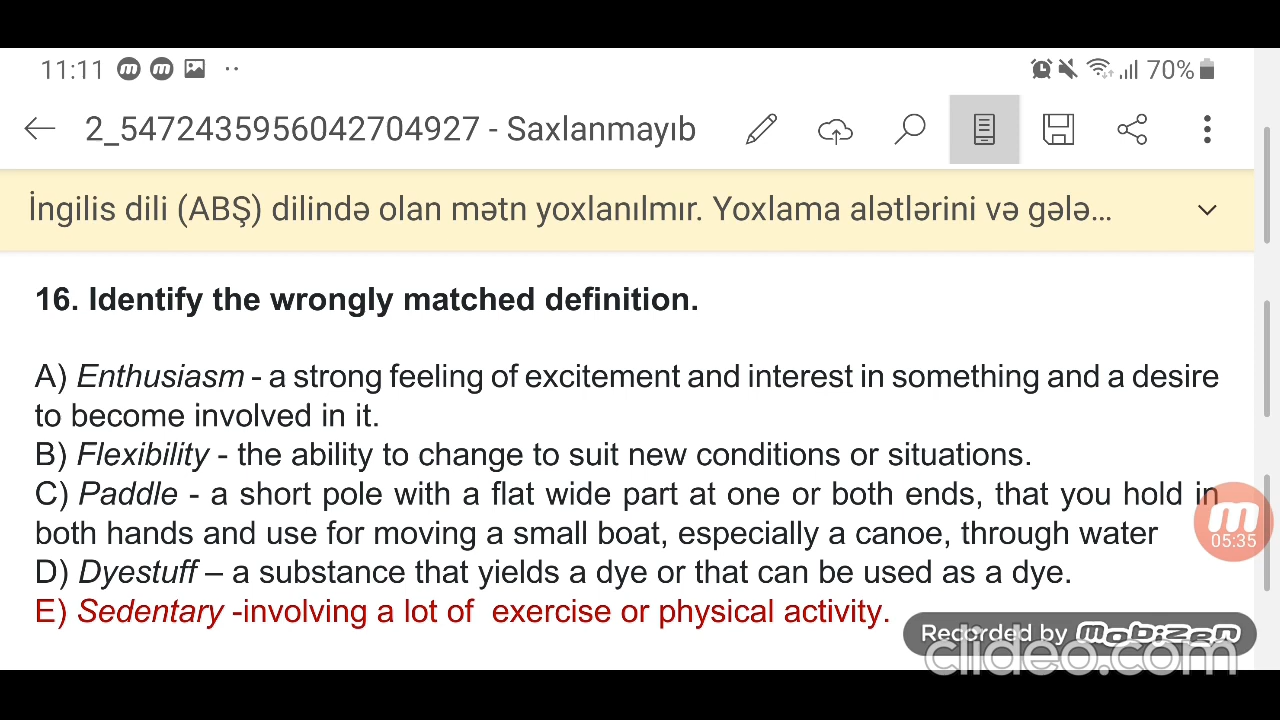 11:11 70%
2_5472435956042704927 - Saxlanmayıb
İngilis dili (ABŞ) dilində olan mətn yoxlanılmır. Yoxlama alətlərini və gələ...
16. Identify the wrongly matched definition.
A) Enthusiasm - a strong feeling of excitement and interest in something and a desire
to become involved in it.
B) Flexibility - the ability to change to suit new conditions or situations.
C) Paddle - a short pole with a flat wide part at one or both ends, that you hold in
both hands and use for moving a small boat, especially a canoe, through water
D) Dyestuff – a substance that yields a dye or that can be used as a dye.
E) Sedentary -involving a lot of exercise or physical activity.
m
05:35
Recorded by Mobizen
clideo.com